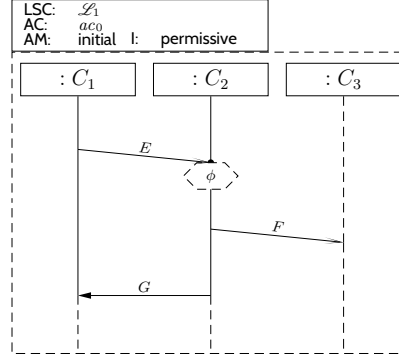 LSC: ℒ₁
AC: ac₀
AM: initial I: permissive
: C₁ : C₂ : C₃
E
ϕ
F
G